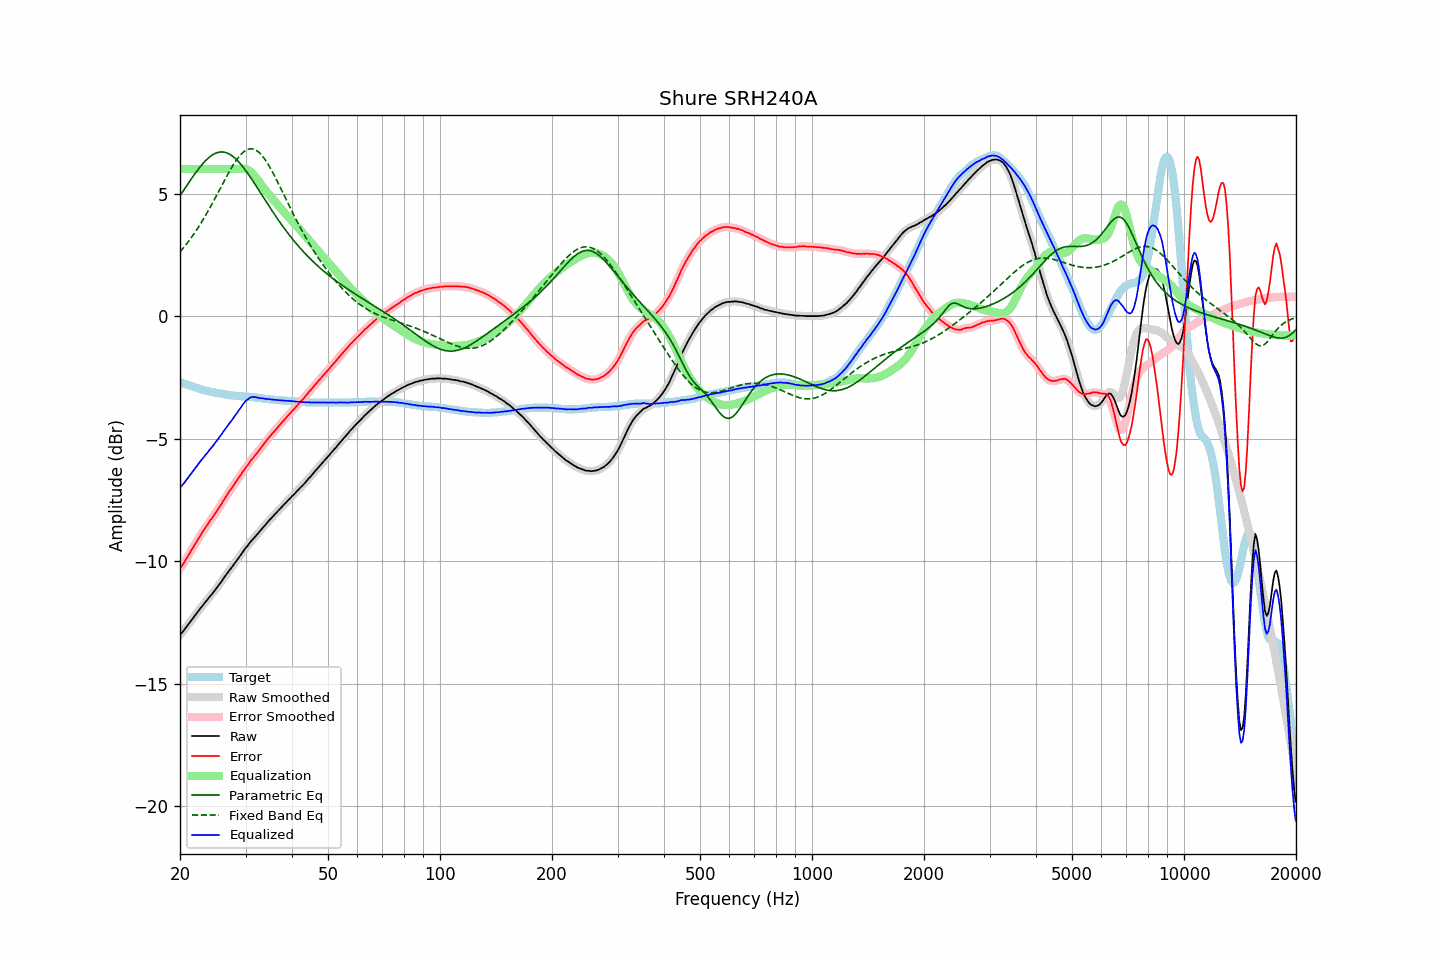 Shure SRH240A
Amplitude (dBr)
5
0
−5
−10
−15
−20
Target
Raw Smoothed
Error Smoothed
Raw
Error
Equalization
Parametric Eq
Fixed Band Eq
Equalized
20 50 100 200 500 1000 2000 5000 10000 20000
Frequency (Hz)